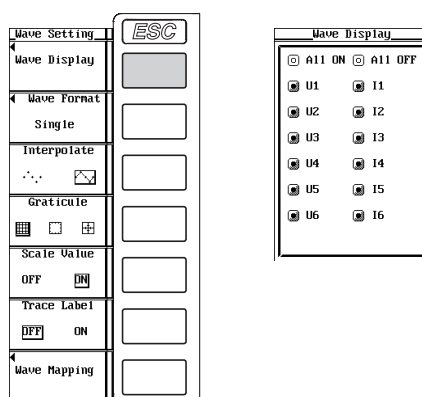 Wave Setting
ESC
Wave Display
Wave Format
Single
Interpolate
Graticule
Scale Value
OFF ON
Trace Label
OFF ON
Wave Mapping
Wave Display
All ON All OFF
U1 I1
U2 I2
U3 I3
U4 I4
U5 I5
U6 I6